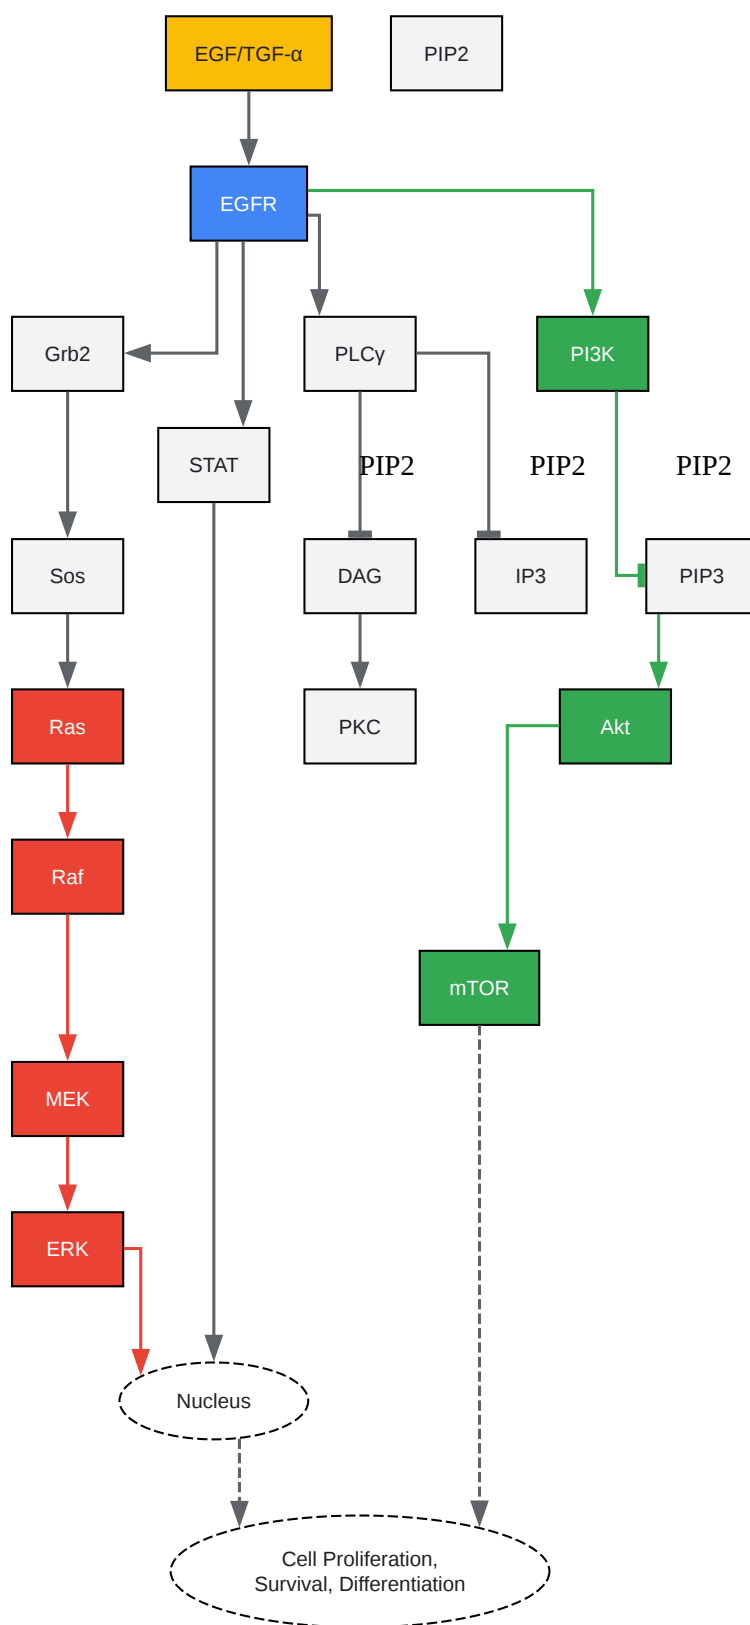 EGF/TGF-α
PIP2
EGFR
Grb2
PLCγ
PI3K
STAT
PIP2
PIP2
PIP2
Sos
DAG
IP3
PIP3
Ras
PKC
Akt
Raf
mTOR
MEK
ERK
Nucleus
Cell Proliferation,
Survival, Differentiation